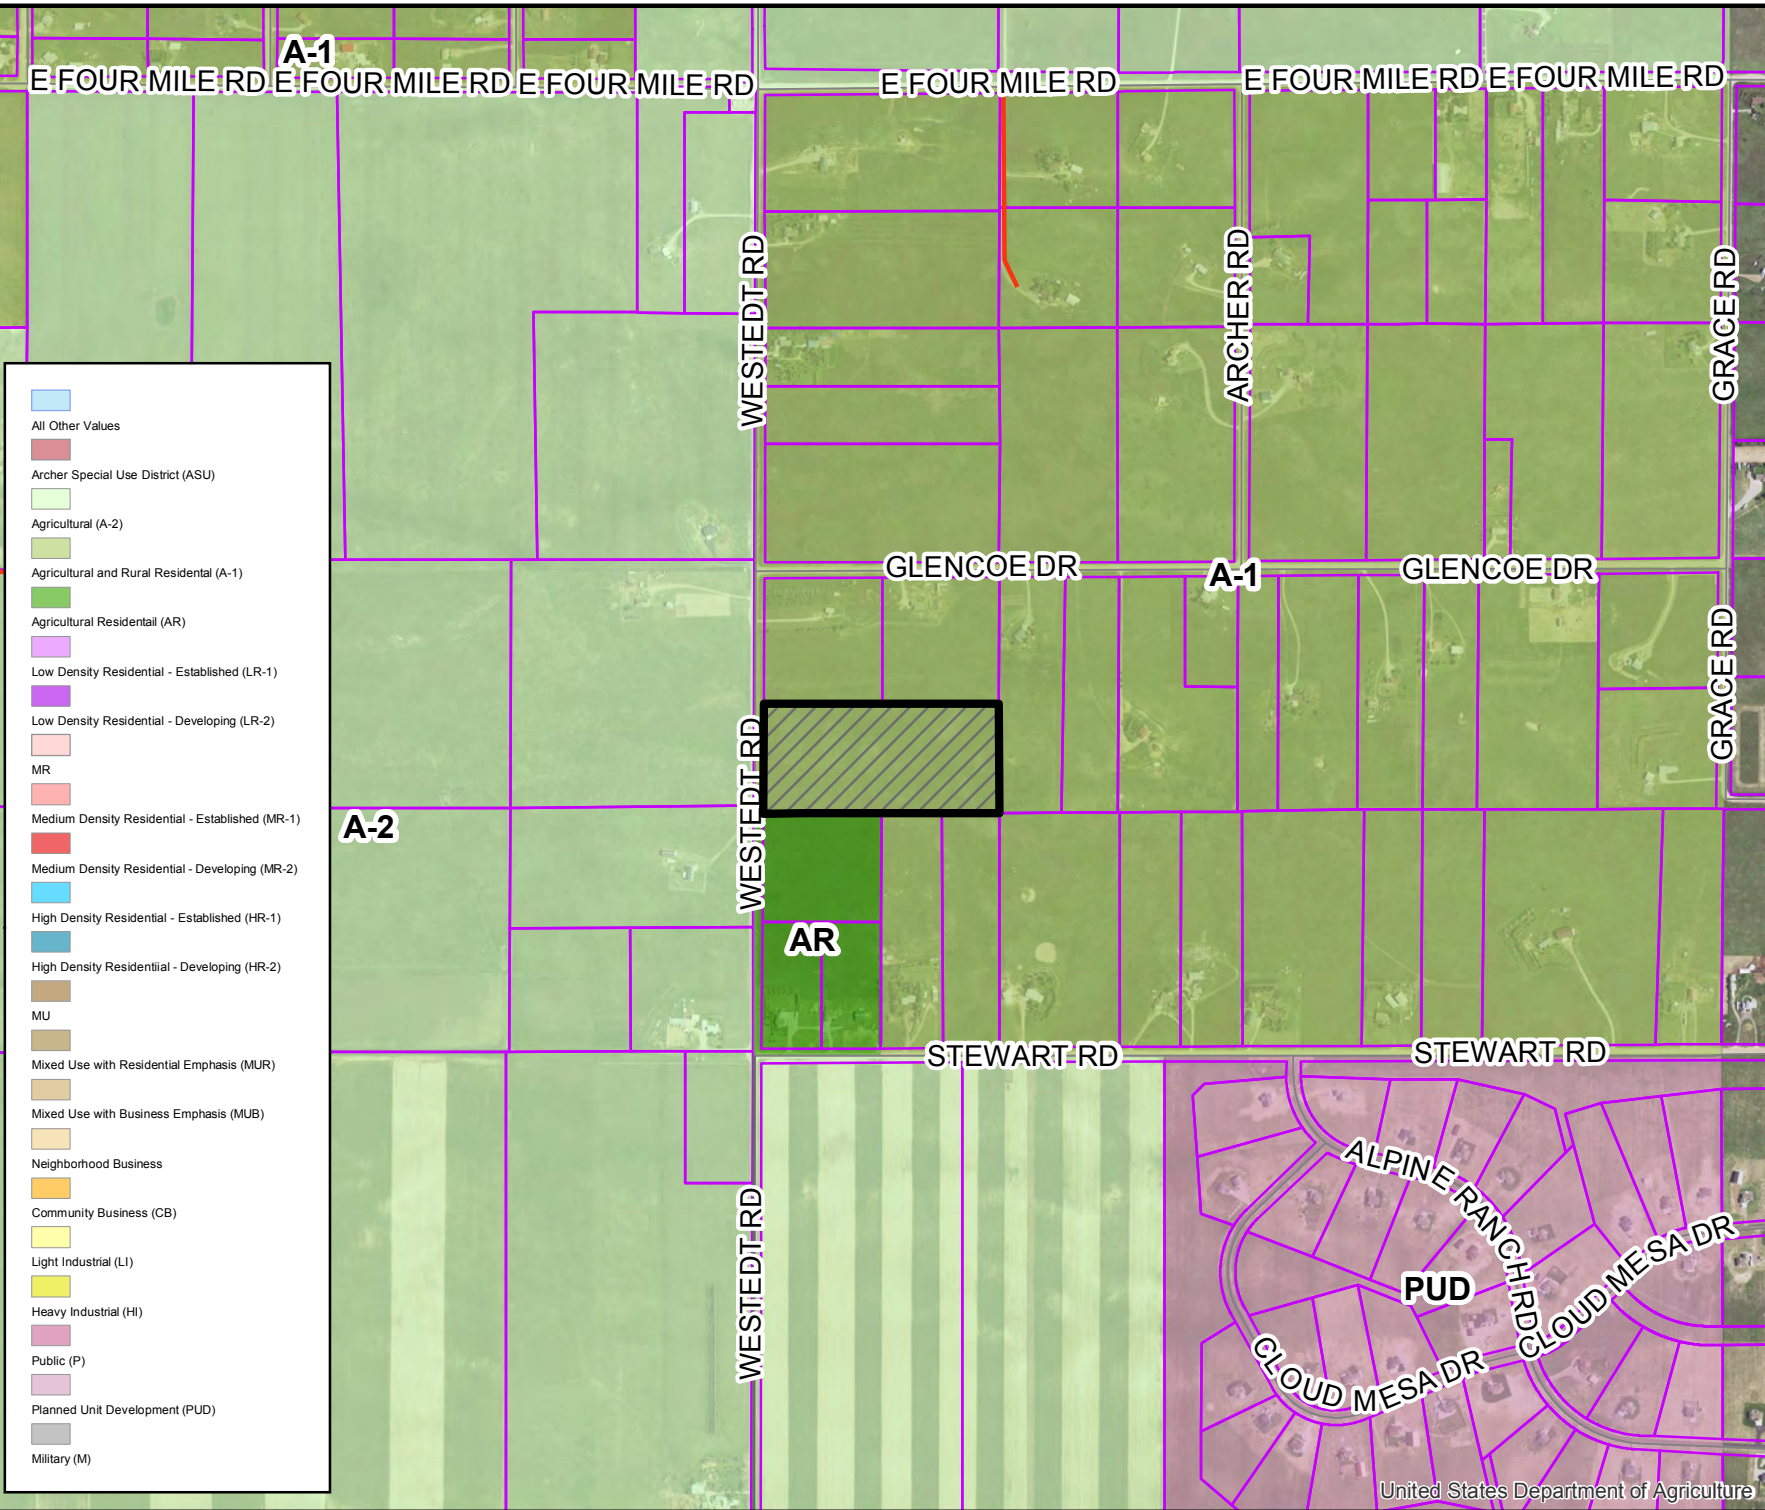 A-1
E FOUR MILE RD
E FOUR MILE RD
E FOUR MILE RD
E FOUR MILE RD
E FOUR MILE RD
E FOUR MILE RD
WESTEDT RD
ARCHER RD
GRACE RD
GLENCOE DR
A-1
GLENCOE DR
GRACE RD
WESTEDT RD
WESTEDT RD
A-2
AR
STEWART RD
STEWART RD
WESTEDT RD
ALPINE RANCH RD
CLOUD MESA DR
PUD
CLOUD MESA DR
All Other Values
Archer Special Use District (ASU)
Agricultural (A-2)
Agricultural and Rural Residental (A-1)
Agricultural Residentail (AR)
Low Density Residential - Established (LR-1)
Low Density Residential - Developing (LR-2)
MR
Medium Density Residential - Established (MR-1)
Medium Density Residential - Developing (MR-2)
High Density Residential - Established (HR-1)
High Density Residentiial - Developing (HR-2)
MU
Mixed Use with Residential Emphasis (MUR)
Mixed Use with Business Emphasis (MUB)
Neighborhood Business
Community Business (CB)
Light Industrial (LI)
Heavy Industrial (HI)
Public (P)
Planned Unit Development (PUD)
Military (M)
United States Department of Agriculture